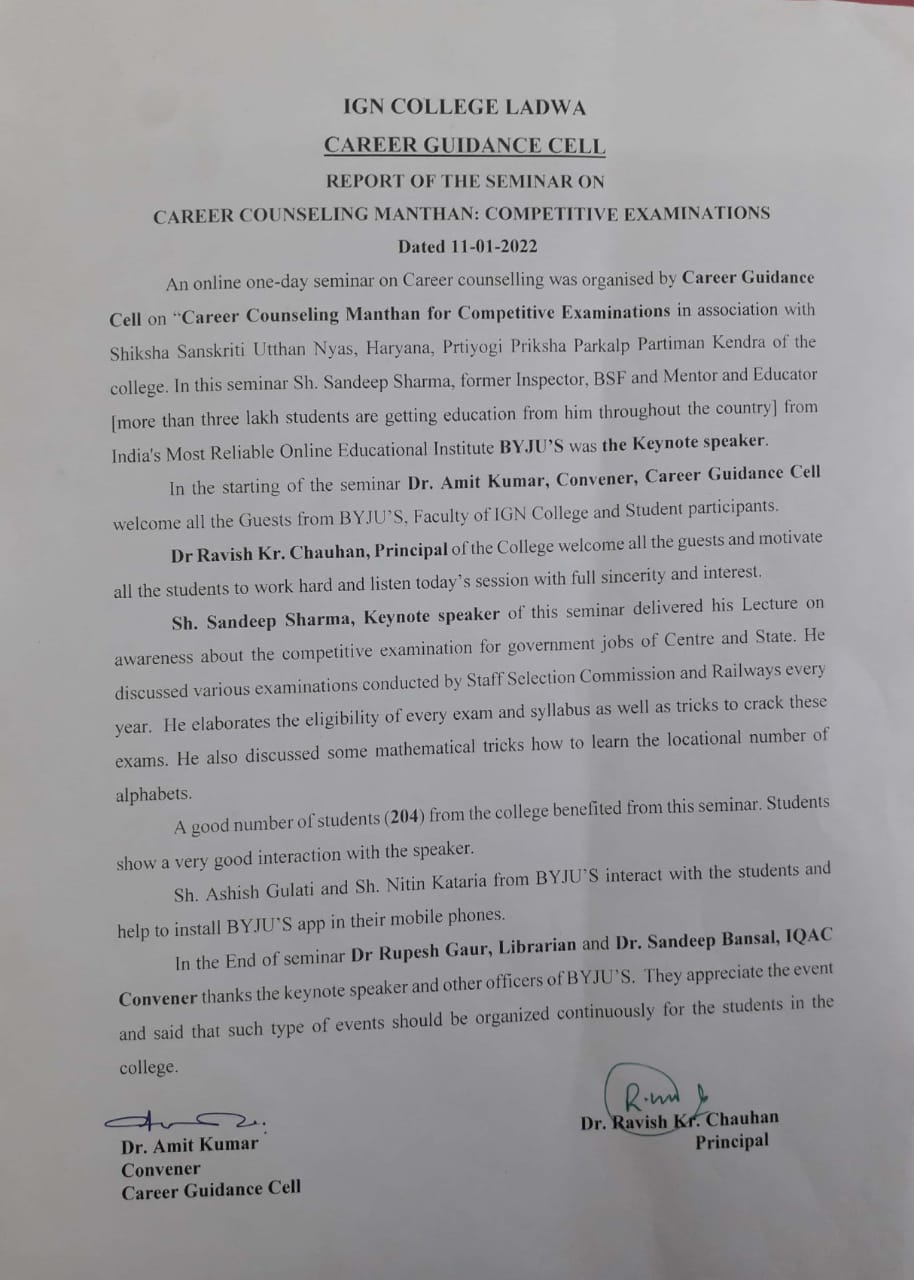 IGN COLLEGE LADWA
CAREER GUIDANCE CELL
REPORT OF THE SEMINAR ON
CAREER COUNSELING MANTHAN: COMPETITIVE EXAMINATIONS
Dated 11-01-2022
An online one-day seminar on Career counselling was organised by Career Guidance
Cell on “Career Counseling Manthan for Competitive Examinations in association with
Shiksha Sanskriti Utthan Nyas, Haryana, Prtiyogi Priksha Parkalp Partiman Kendra of the
college. In this seminar Sh. Sandeep Sharma, former Inspector, BSF and Mentor and Educator
[more than three lakh students are getting education from him throughout the country] from
India's Most Reliable Online Educational Institute BYJU’S was the Keynote speaker.
In the starting of the seminar Dr. Amit Kumar, Convener, Career Guidance Cell
welcome all the Guests from BYJU’S, Faculty of IGN College and Student participants.
Dr Ravish Kr. Chauhan, Principal of the College welcome all the guests and motivate
all the students to work hard and listen today’s session with full sincerity and interest.
Sh. Sandeep Sharma, Keynote speaker of this seminar delivered his Lecture on
awareness about the competitive examination for government jobs of Centre and State. He
discussed various examinations conducted by Staff Selection Commission and Railways every
year. He elaborates the eligibility of every exam and syllabus as well as tricks to crack these
exams. He also discussed some mathematical tricks how to learn the locational number of
alphabets.
A good number of students (204) from the college benefited from this seminar. Students
show a very good interaction with the speaker.
Sh. Ashish Gulati and Sh. Nitin Kataria from BYJU’S interact with the students and
help to install BYJU’S app in their mobile phones.
In the End of seminar Dr Rupesh Gaur, Librarian and Dr. Sandeep Bansal, IQAC
Convener thanks the keynote speaker and other officers of BYJU’S. They appreciate the event
and said that such type of events should be organized continuously for the students in the
college.
Dr. Amit Kumar
Convener
Career Guidance Cell
Dr. Ravish Kr. Chauhan
Principal